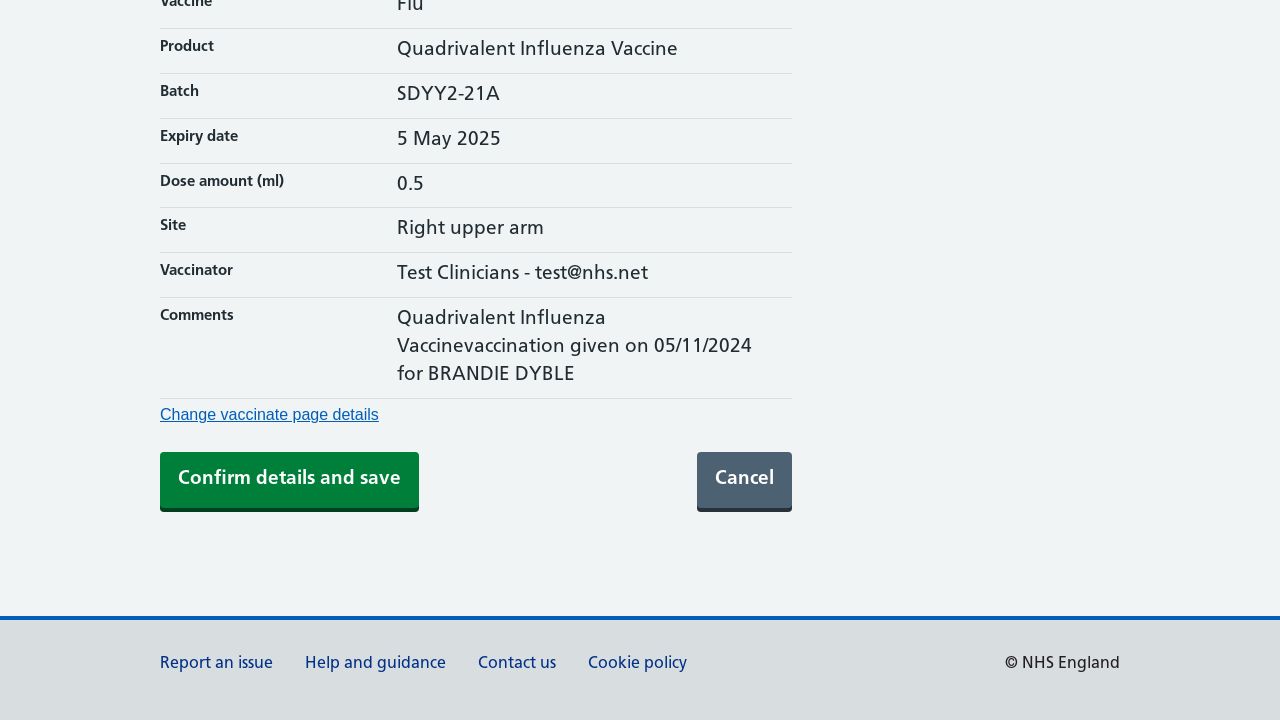 Vaccine Flu
Product Quadrivalent Influenza Vaccine
Batch SDYY2-21A
Expiry date 5 May 2025
Dose amount (ml) 0.5
Site Right upper arm
Vaccinator Test Clinicians - test@nhs.net
Comments Quadrivalent Influenza
Vaccinevaccination given on 05/11/2024
for BRANDIE DYBLE
Change vaccinate page details
Confirm details and save Cancel
Report an issue Help and guidance Contact us Cookie policy © NHS England